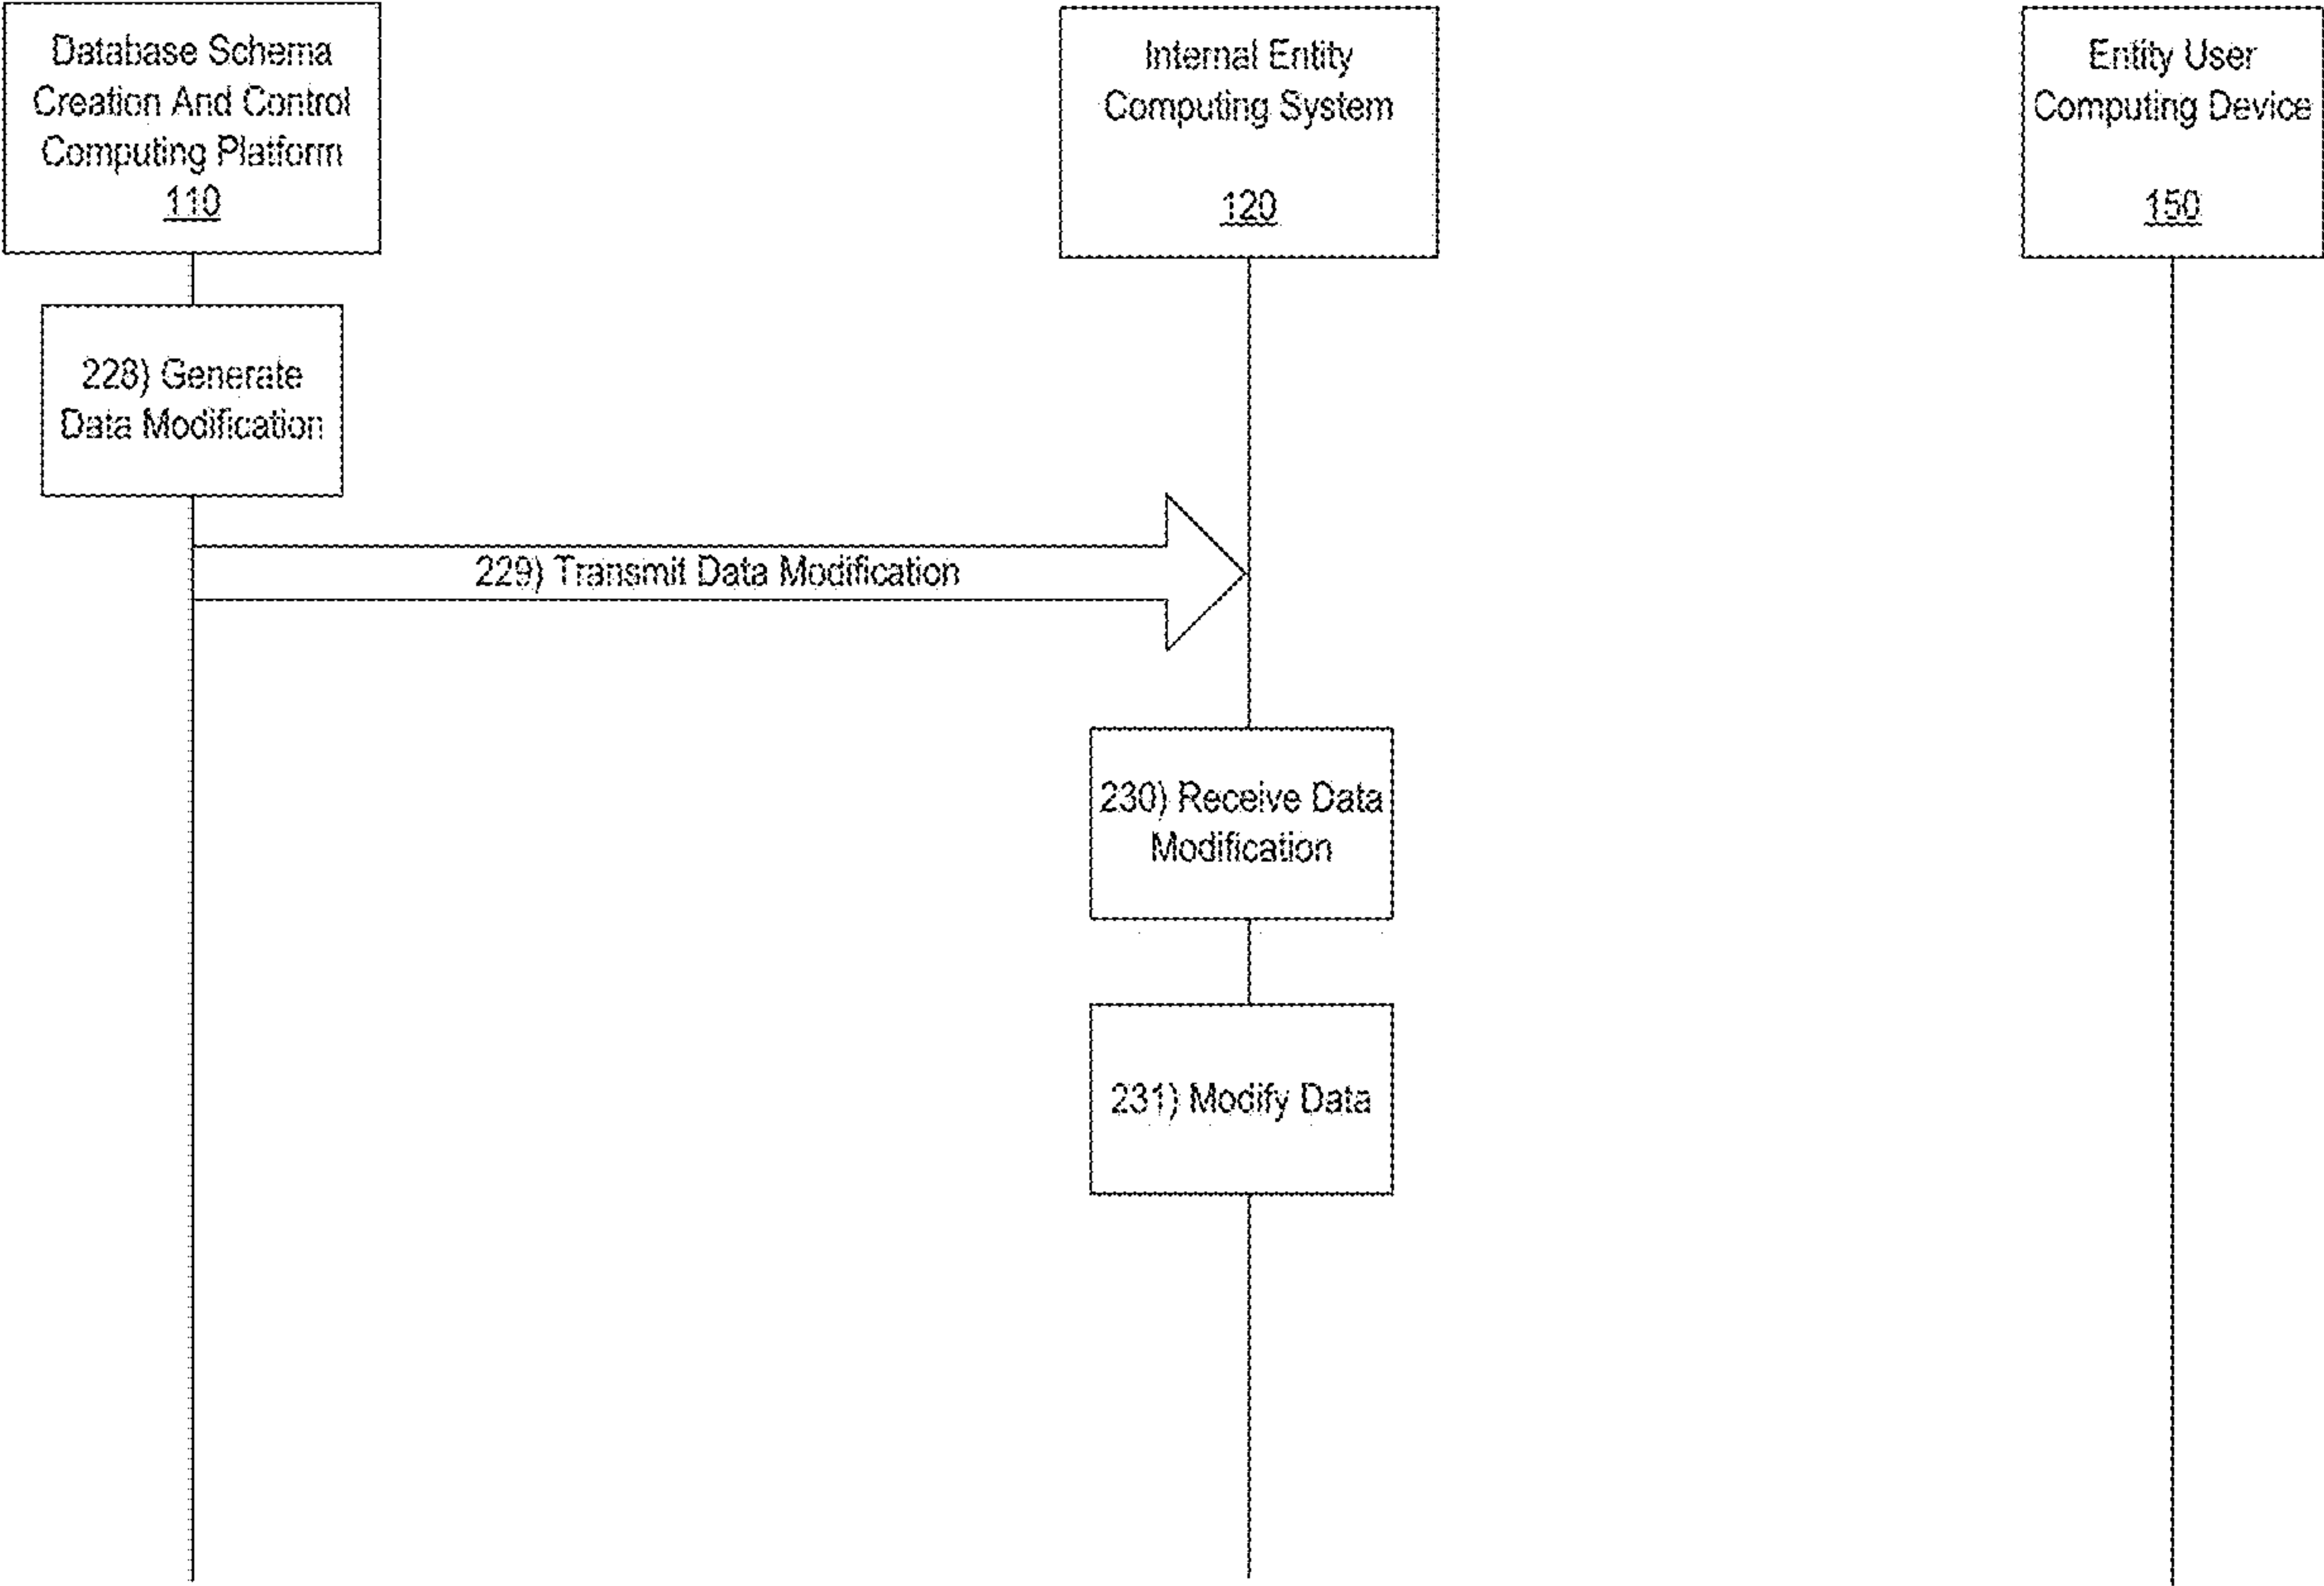 Database Schema
Creation And Control
Computing Platform
110
Internal Entity
Computing System
120
Entity User
Computing Device
150
228) Generate
Data Modification
229) Transmit Data Modification
230) Receive Data
Modification
231) Modify Data